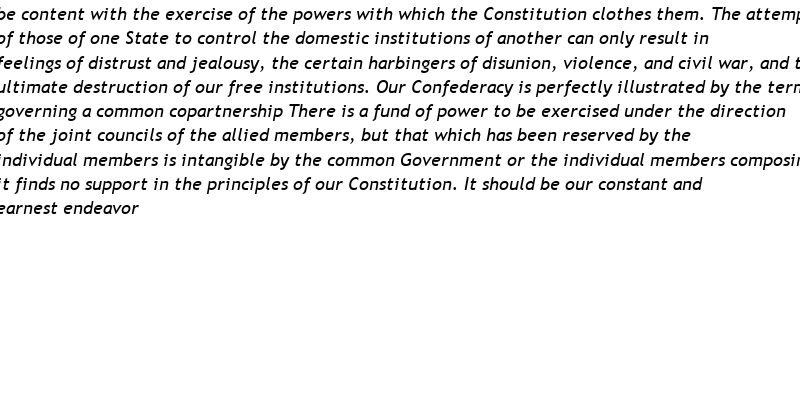 be content with the exercise of the powers with which the Constitution clothes them. The attemp
of those of one State to control the domestic institutions of another can only result in
feelings of distrust and jealousy, the certain harbingers of disunion, violence, and civil war, and t
ultimate destruction of our free institutions. Our Confederacy is perfectly illustrated by the term
governing a common copartnership There is a fund of power to be exercised under the direction
of the joint councils of the allied members, but that which has been reserved by the
individual members is intangible by the common Government or the individual members composin
it finds no support in the principles of our Constitution. It should be our constant and
earnest endeavor